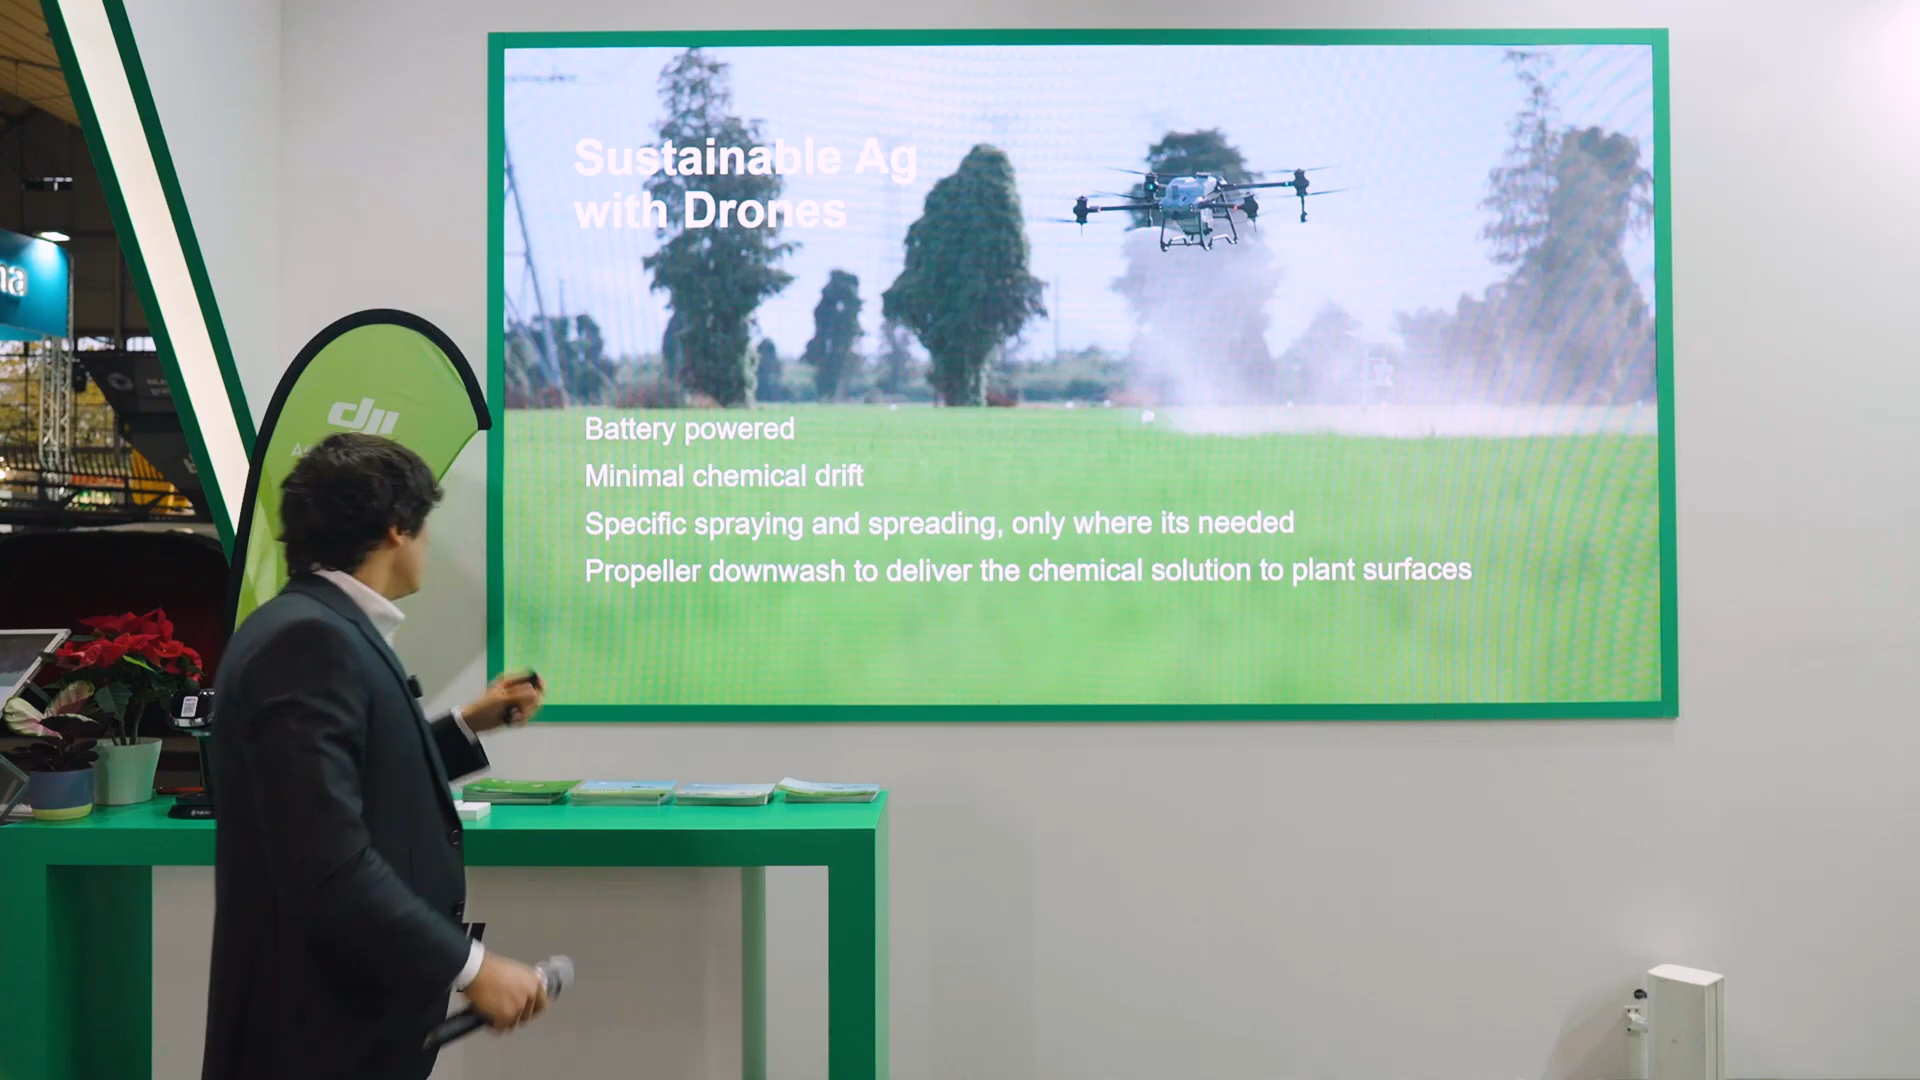 Sustainable Ag
with Drones
Battery powered
Minimal chemical drift
Specific spraying and spreading, only where its needed
Propeller downwash to deliver the chemical solution to plant surfaces
dji